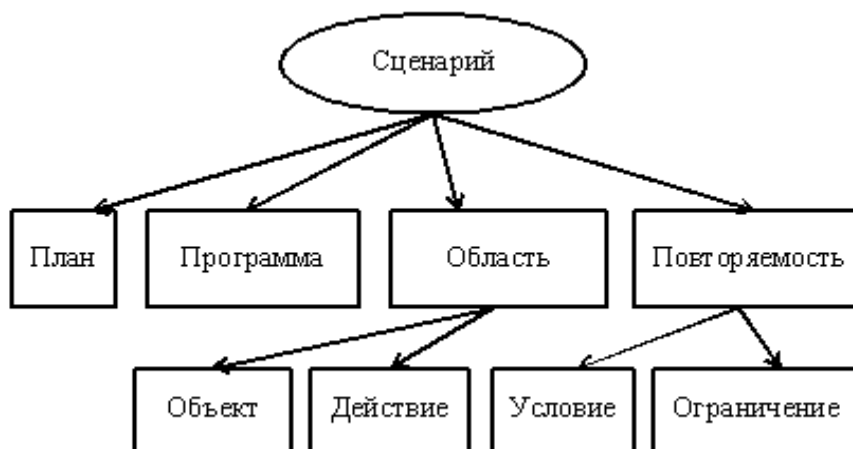 Сценарий
План
Программа
Область
Повторяемость
Объект
Действие
Условие
Ограничение